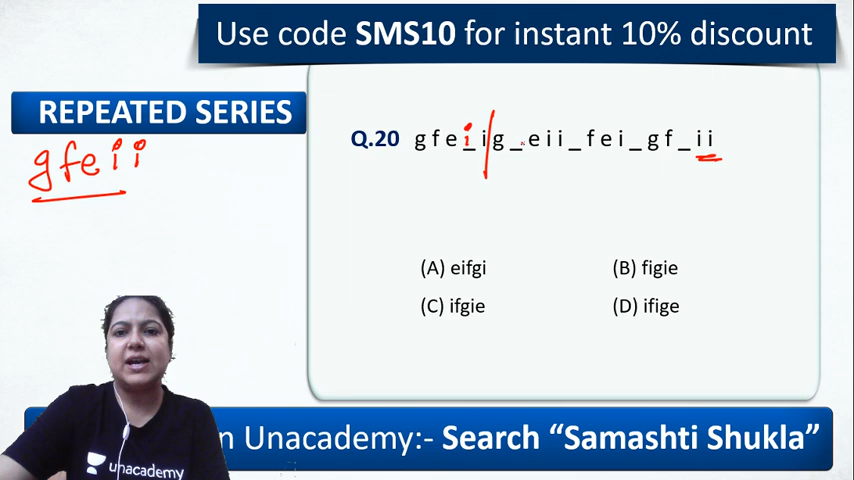 Use code SMS10 for instant 10% discount
REPEATED SERIES
g f e i i
Q.20 g f e _ i g _ e i i _ f e i _ g f _ i i
i
(A) eifgi
(B) figie
(C) ifgie
(D) ifige
n Unacademy:- Search “Samashti Shukla”
unacademy